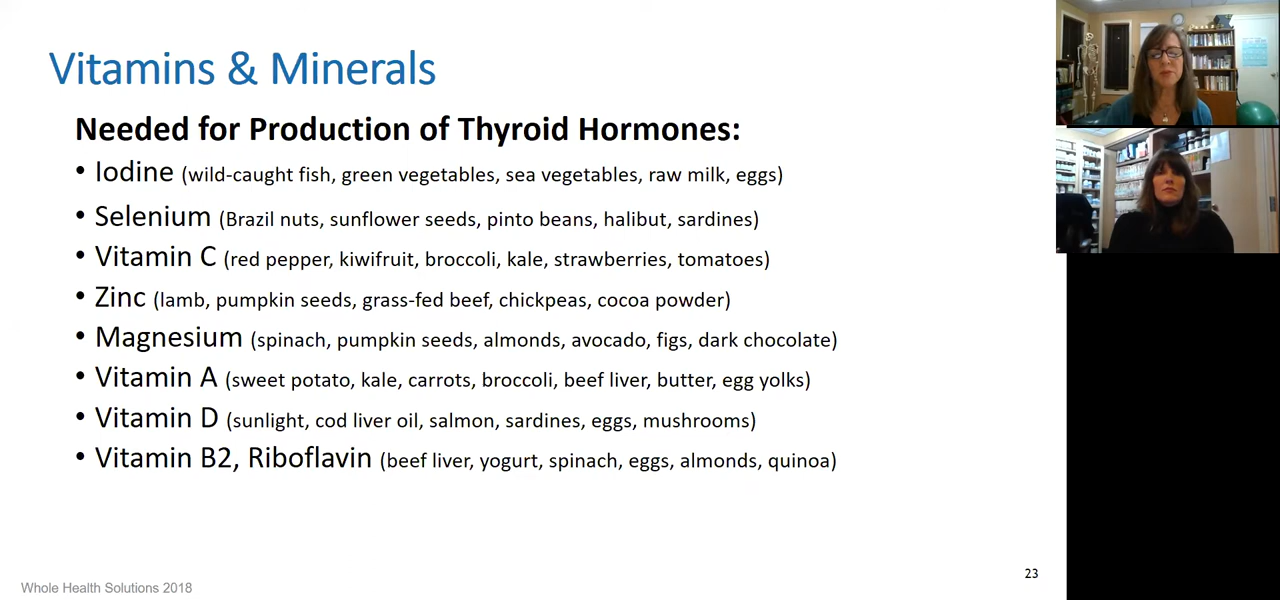 Vitamins & Minerals
Needed for Production of Thyroid Hormones:
• Iodine (wild-caught fish, green vegetables, sea vegetables, raw milk, eggs)
• Selenium (Brazil nuts, sunflower seeds, pinto beans, halibut, sardines)
• Vitamin C (red pepper, kiwifruit, broccoli, kale, strawberries, tomatoes)
• Zinc (lamb, pumpkin seeds, grass-fed beef, chickpeas, cocoa powder)
• Magnesium (spinach, pumpkin seeds, almonds, avocado, figs, dark chocolate)
• Vitamin A (sweet potato, kale, carrots, broccoli, beef liver, butter, egg yolks)
• Vitamin D (sunlight, cod liver oil, salmon, sardines, eggs, mushrooms)
• Vitamin B2, Riboflavin (beef liver, yogurt, spinach, eggs, almonds, quinoa)
23
Whole Health Solutions 2018